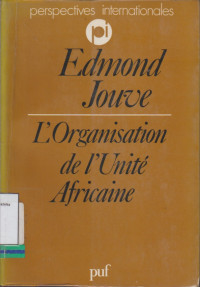 perspectives internationales
pi
Edmond
Jouve
L'Organisation
de l'Unité
Africaine
puf